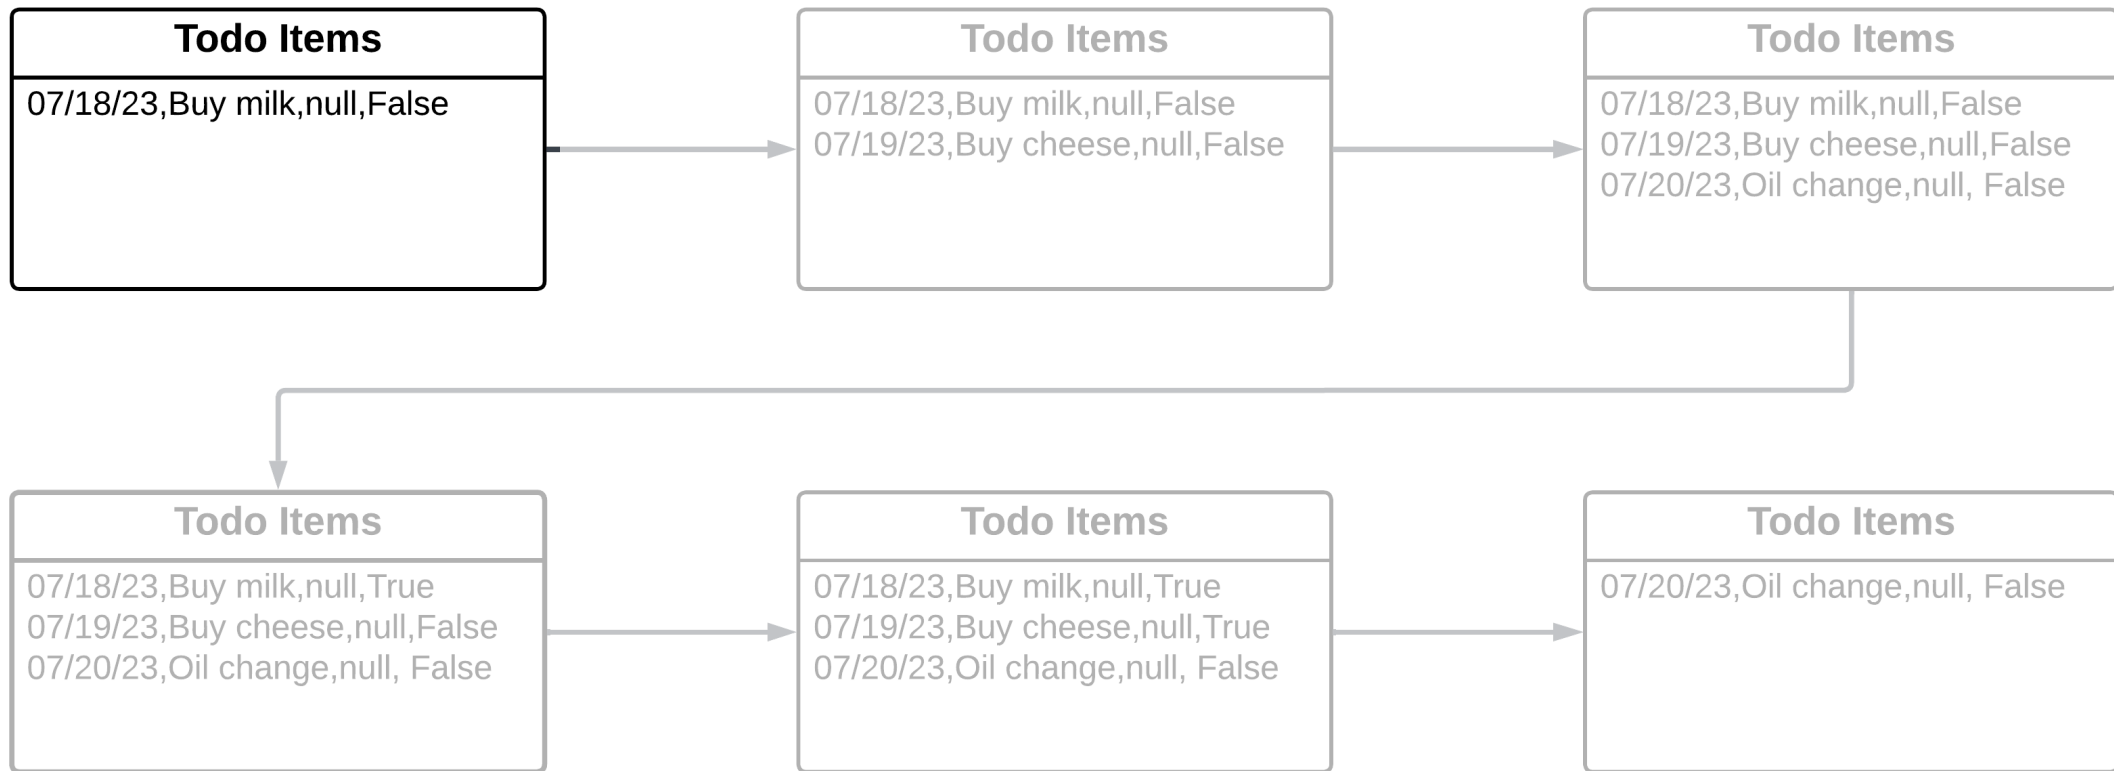 Todo Items
07/18/23,Buy milk,null,False
Todo Items
07/18/23,Buy milk,null,False
07/19/23,Buy cheese,null,False
Todo Items
07/18/23,Buy milk,null,False
07/19/23,Buy cheese,null,False
07/20/23,Oil change,null, False
Todo Items
07/18/23,Buy milk,null,True
07/19/23,Buy cheese,null,False
07/20/23,Oil change,null, False
Todo Items
07/18/23,Buy milk,null,True
07/19/23,Buy cheese,null,True
07/20/23,Oil change,null, False
Todo Items
07/20/23,Oil change,null, False